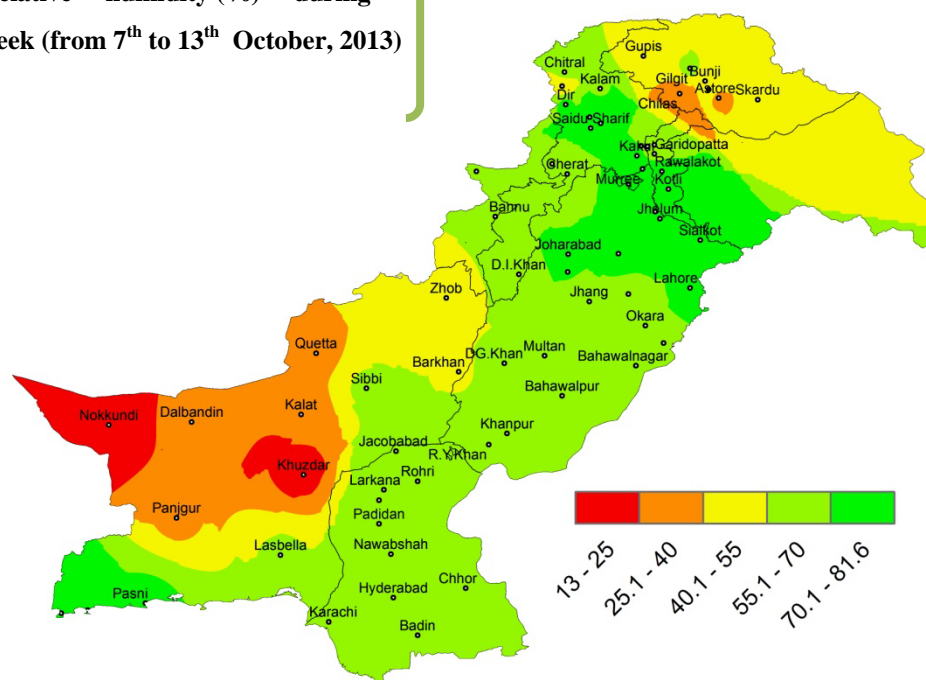 humidity (%) during
(from 7th to 13th October, 2013)
Gupis
Chitral
Bunji
Kalam
Gilgit
Astore Skardu
Dir
Chilas
Saidu Sharif
Garidopatta
Cherat
Rawalakot
Murree
Kotli
Bannu
Jhelum
Sialkot
Joharabad
D.I.Khan
Lahore
Zhob
Jhang
Okara
Quetta
DG.Khan
Multan
Barkhan
Bahawalnagar
Sibbi
Bahawalpur
Nokkundi
Dalbandin
Kalat
Khanpur
Jacobabad
R.Y.Khan
Khuzdar
Rohri
Larkana
Panjgur
Padidan
Lasbella
Nawabshah
Pasni
Hyderabad
Chhor
Karachi
Badin
13 - 25
25.1 - 40
40.1 - 55
55.1 - 70
70.1 - 81.6